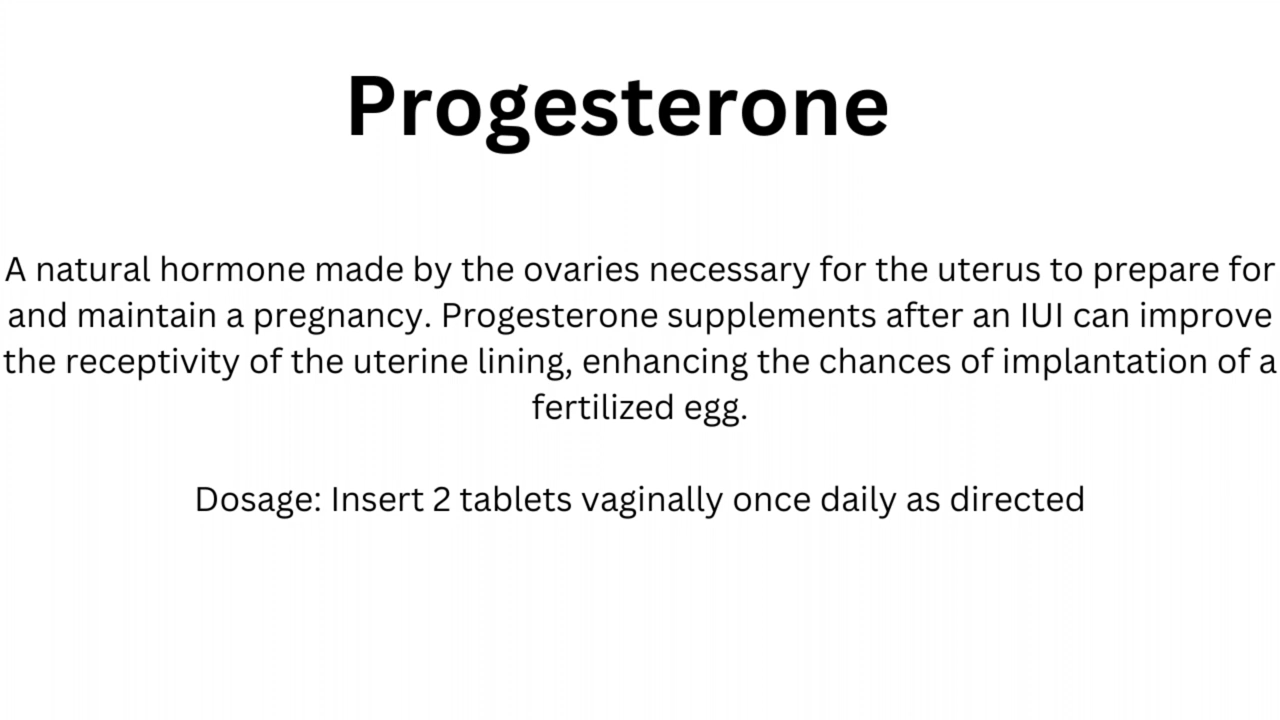 Progesterone
A natural hormone made by the ovaries necessary for the uterus to prepare for
and maintain a pregnancy. Progesterone supplements after an IUI can improve
the receptivity of the uterine lining, enhancing the chances of implantation of a
fertilized egg.
Dosage: Insert 2 tablets vaginally once daily as directed